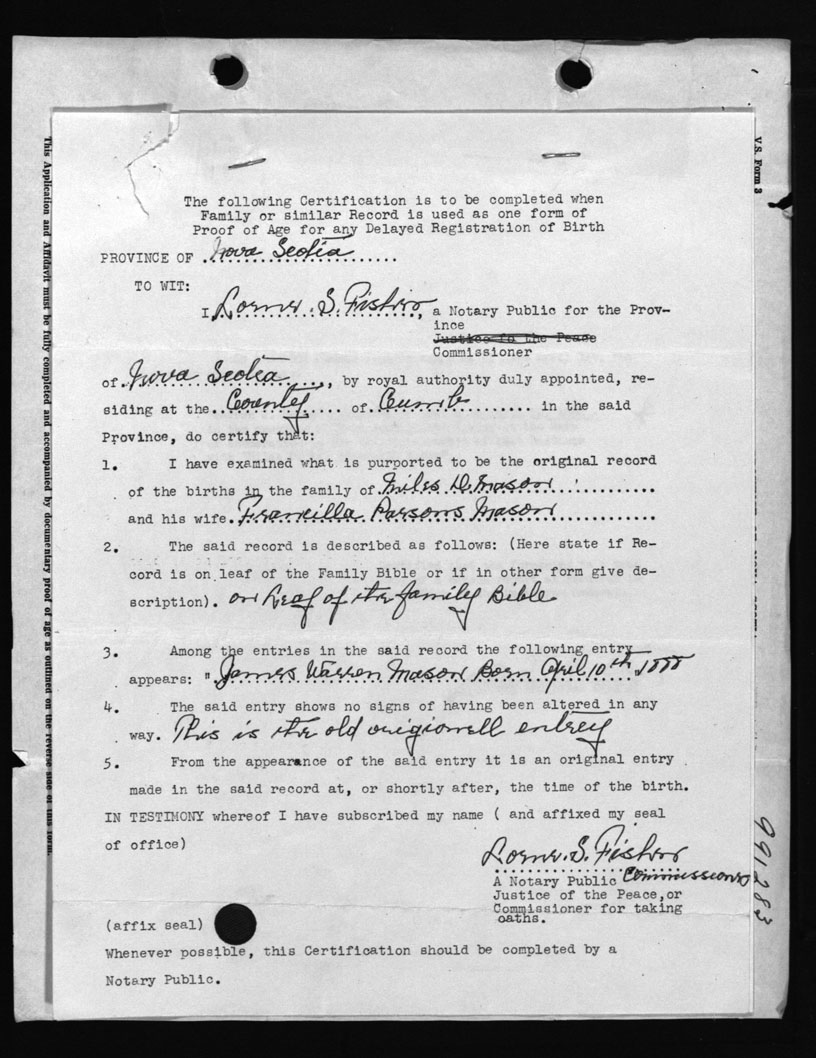 The following Certification is to be completed when
Family or similar Record is used as one form of
Proof of Age for any Delayed Registration of Birth
PROVINCE OF Nova Scotia
TO WIT:
I, Lorner S. Fisher, a Notary Public for the Prov-
ince
Justice fo the Peace
Commissioner
of Nova Scotia, by royal authority duly appointed, re-
siding at the County of Cumb in the said
Province, do certify that:
1. I have examined what is purported to be the original record
of the births in the family of Miles D. Mason
and his wife. Francilla Parsons Mason
2. The said record is described as follows: (Here state if Re-
cord is on leaf of the Family Bible or if in other form give de-
scription). on Leaf of the family Bible
3. Among the entries in the said record the following entry
appears: "James Warren Mason Born April 10th 1888
4. The said entry shows no signs of having been altered in any
way. This is the old origionell entrey
5. From the appearance of the said entry it is an original entry
made in the said record at, or shortly after, the time of the birth.
IN TESTIMONY whereof I have subscribed my name ( and affixed my seal
of office)
Lorner. S. Fisher
A Notary Public Commissioner
Justice of the Peace, or
Commissioner for taking
oaths.
(affix seal)
Whenever possible, this Certification should be completed by a
Notary Public.
This Application and Affidavit must be fully completed and accompanied by documentary proof of age as outlined on the reverse side of this form.
V.S. Form 3
991283